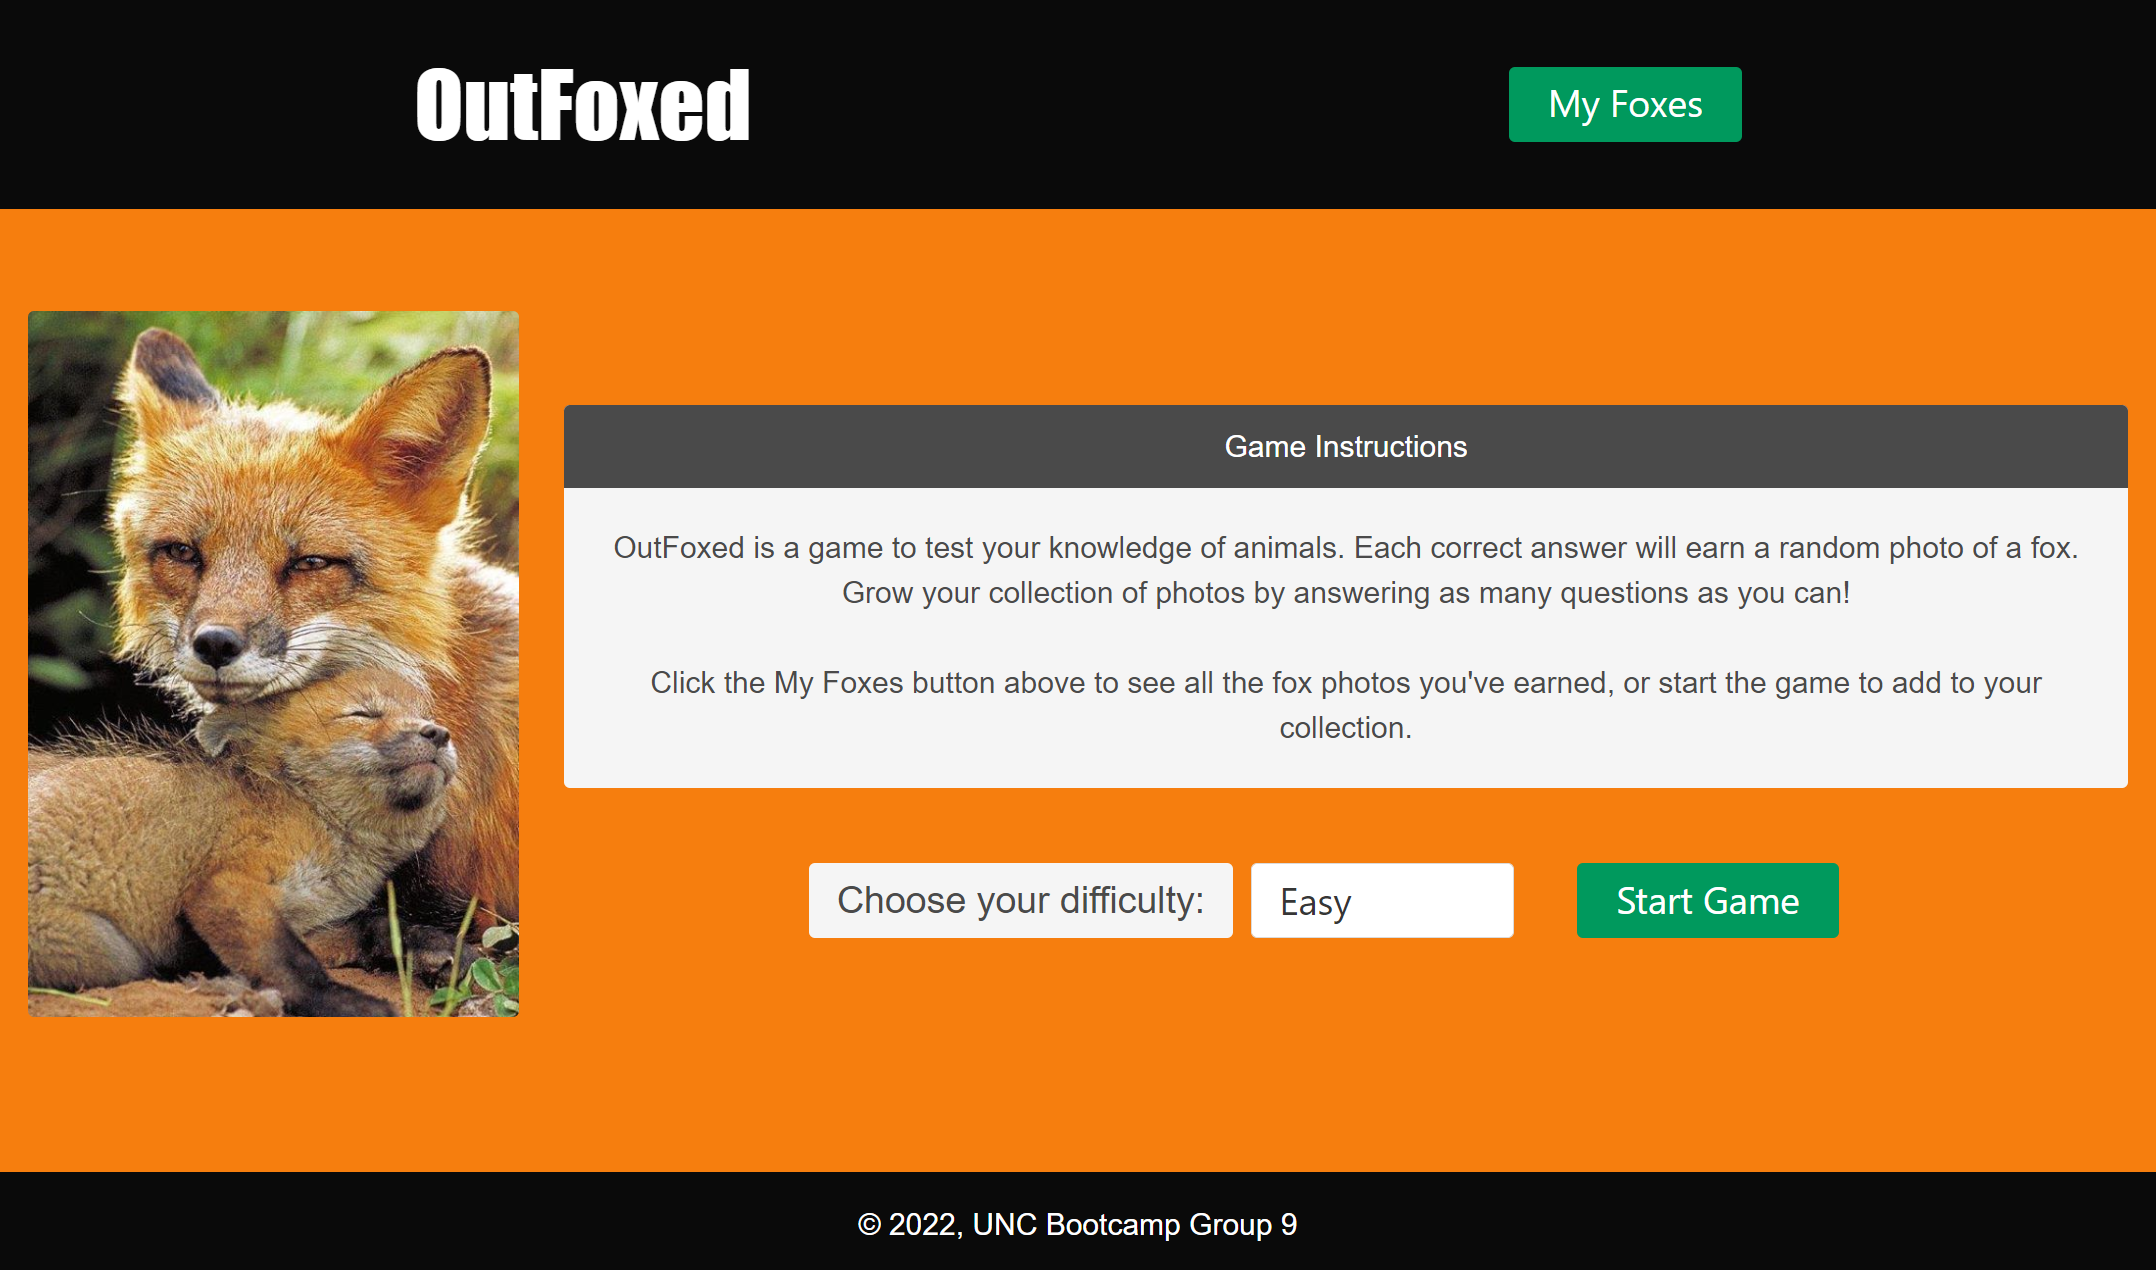 OutFoxed
My Foxes
Game Instructions
OutFoxed is a game to test your knowledge of animals. Each correct answer will earn a random photo of a fox.
Grow your collection of photos by answering as many questions as you can!
Click the My Foxes button above to see all the fox photos you've earned, or start the game to add to your
collection.
Choose your difficulty:
Easy
Start Game
© 2022, UNC Bootcamp Group 9